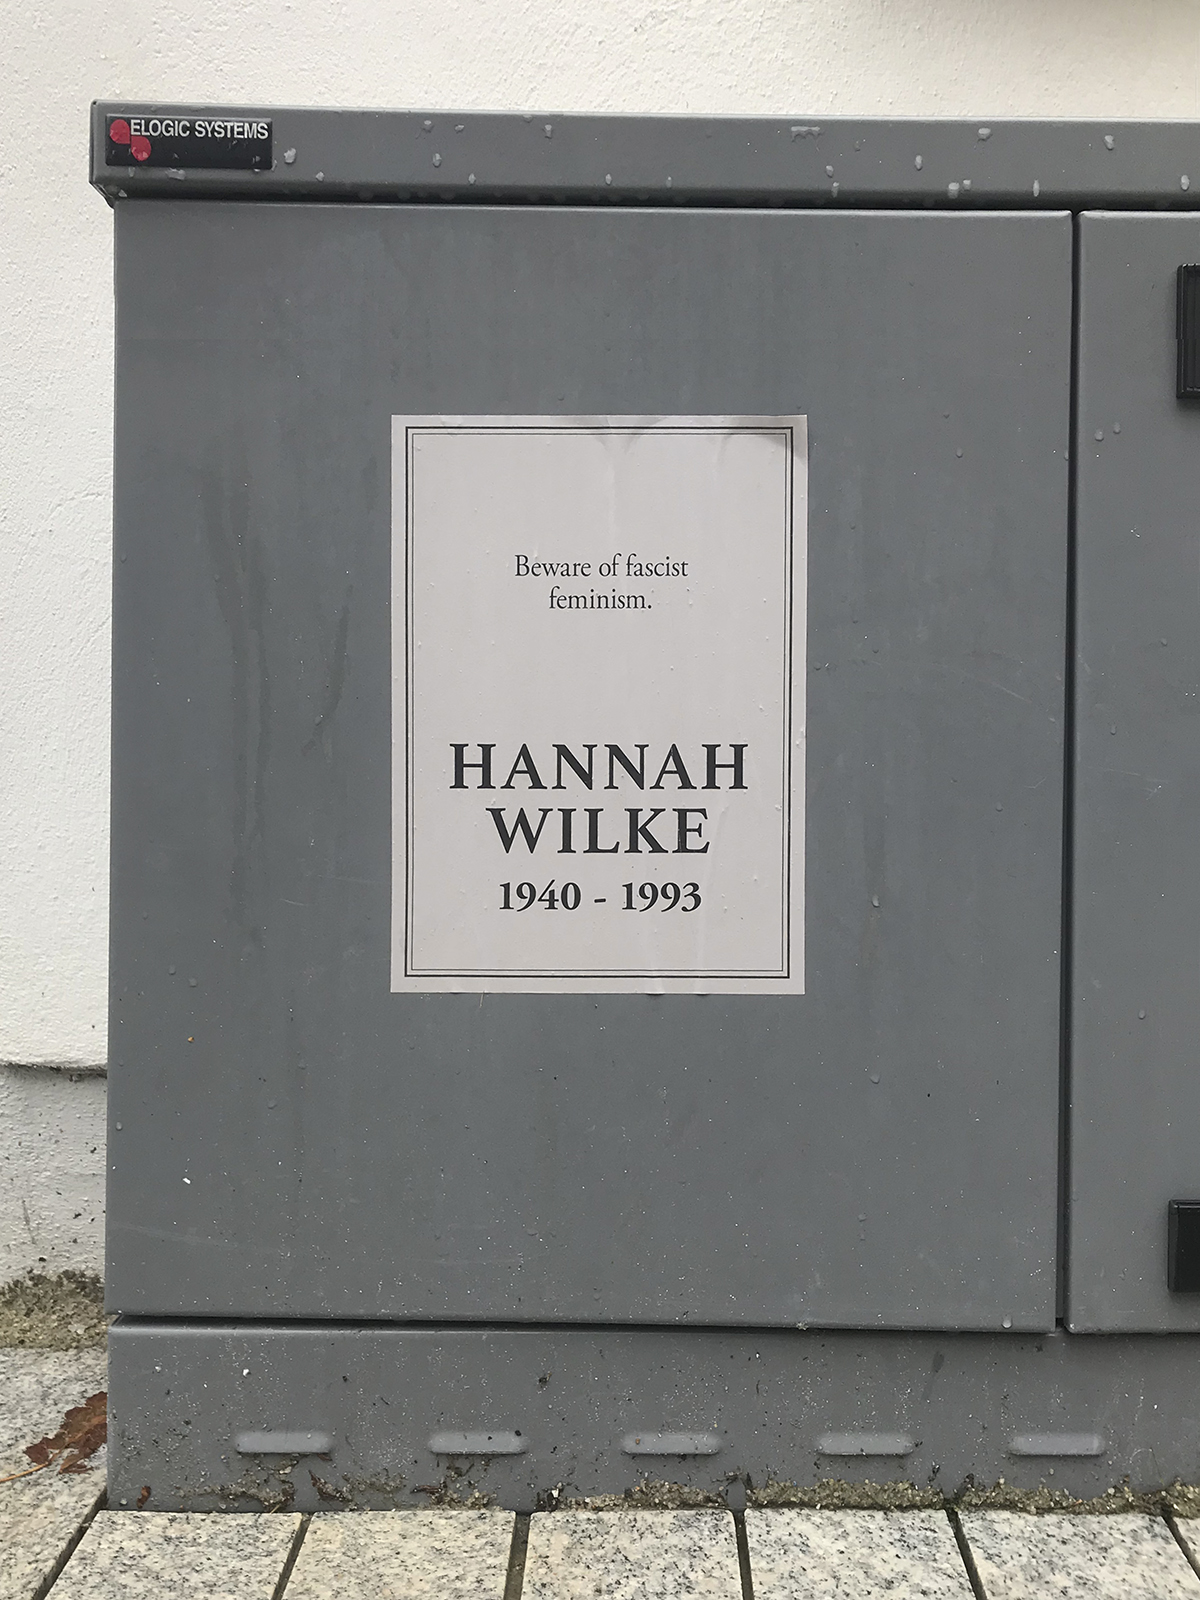 ELOGIC SYSTEMS
Beware of fascist
feminism.
HANNAH
WILKE
1940 - 1993